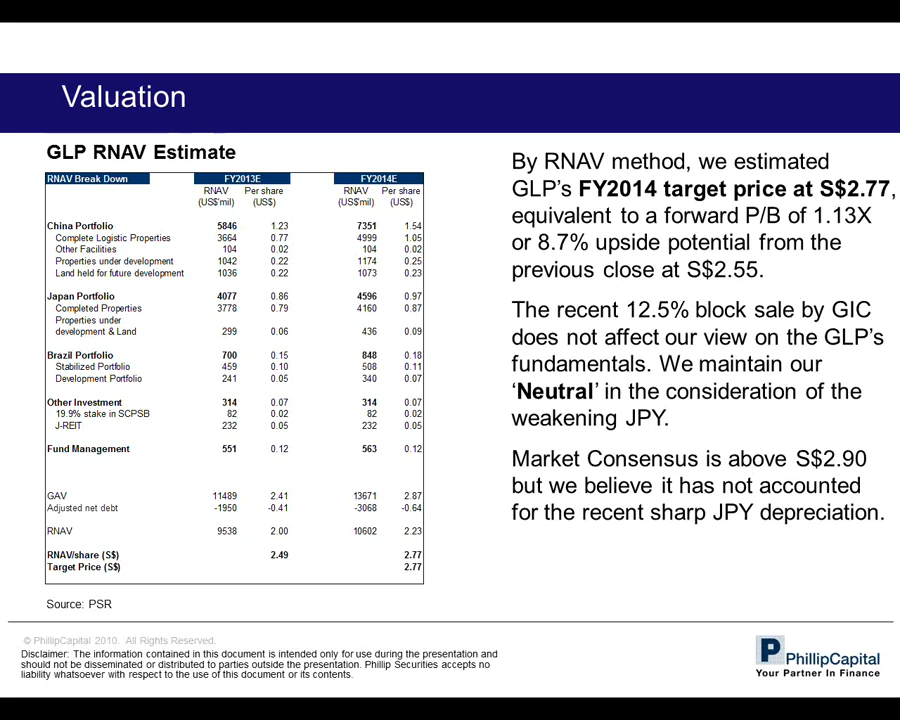 Valuation
GLP RNAV Estimate
RNAV Break Down FY2013E FY2014E
RNAV Per share RNAV Per share
(US$'mil) (US$) (US$'mil) (US$)
China Portfolio 5846 1.23 7351 1.54
Complete Logistic Properties 3664 0.77 4999 1.05
Other Facilities 104 0.02 104 0.02
Properties under development 1042 0.22 1174 0.25
Land held for future development 1036 0.22 1073 0.23
Japan Portfolio 4077 0.86 4596 0.97
Completed Properties 3778 0.79 4160 0.87
Properties under
development & Land 299 0.06 436 0.09
Brazil Portfolio 700 0.15 848 0.18
Stabilized Portfolio 459 0.10 508 0.11
Development Portfolio 241 0.05 340 0.07
Other Investment 314 0.07 314 0.07
19.9% stake in SCPSB 82 0.02 82 0.02
J-REIT 232 0.05 232 0.05
Fund Management 551 0.12 563 0.12
GAV 11489 2.41 13671 2.87
Adjusted net debt -1950 -0.41 -3068 -0.64
RNAV 9538 2.00 10602 2.23
RNAV/share (S$) 2.49 2.77
Target Price (S$) 2.77
Source: PSR
By RNAV method, we estimated
GLP's FY2014 target price at S$2.77,
equivalent to a forward P/B of 1.13X
or 8.7% upside potential from the
previous close at S$2.55.
The recent 12.5% block sale by GIC
does not affect our view on the GLP's
fundamentals. We maintain our
‘Neutral’ in the consideration of the
weakening JPY.
Market Consensus is above S$2.90
but we believe it has not accounted
for the recent sharp JPY depreciation.
© PhillipCapital 2010. All Rights Reserved.
Disclaimer: The information contained in this document is intended only for use during the presentation and
should not be disseminated or distributed to parties outside the presentation. Phillip Securities accepts no
liability whatsoever with respect to the use of this document or its contents.
P PhillipCapital
Your Partner In Finance